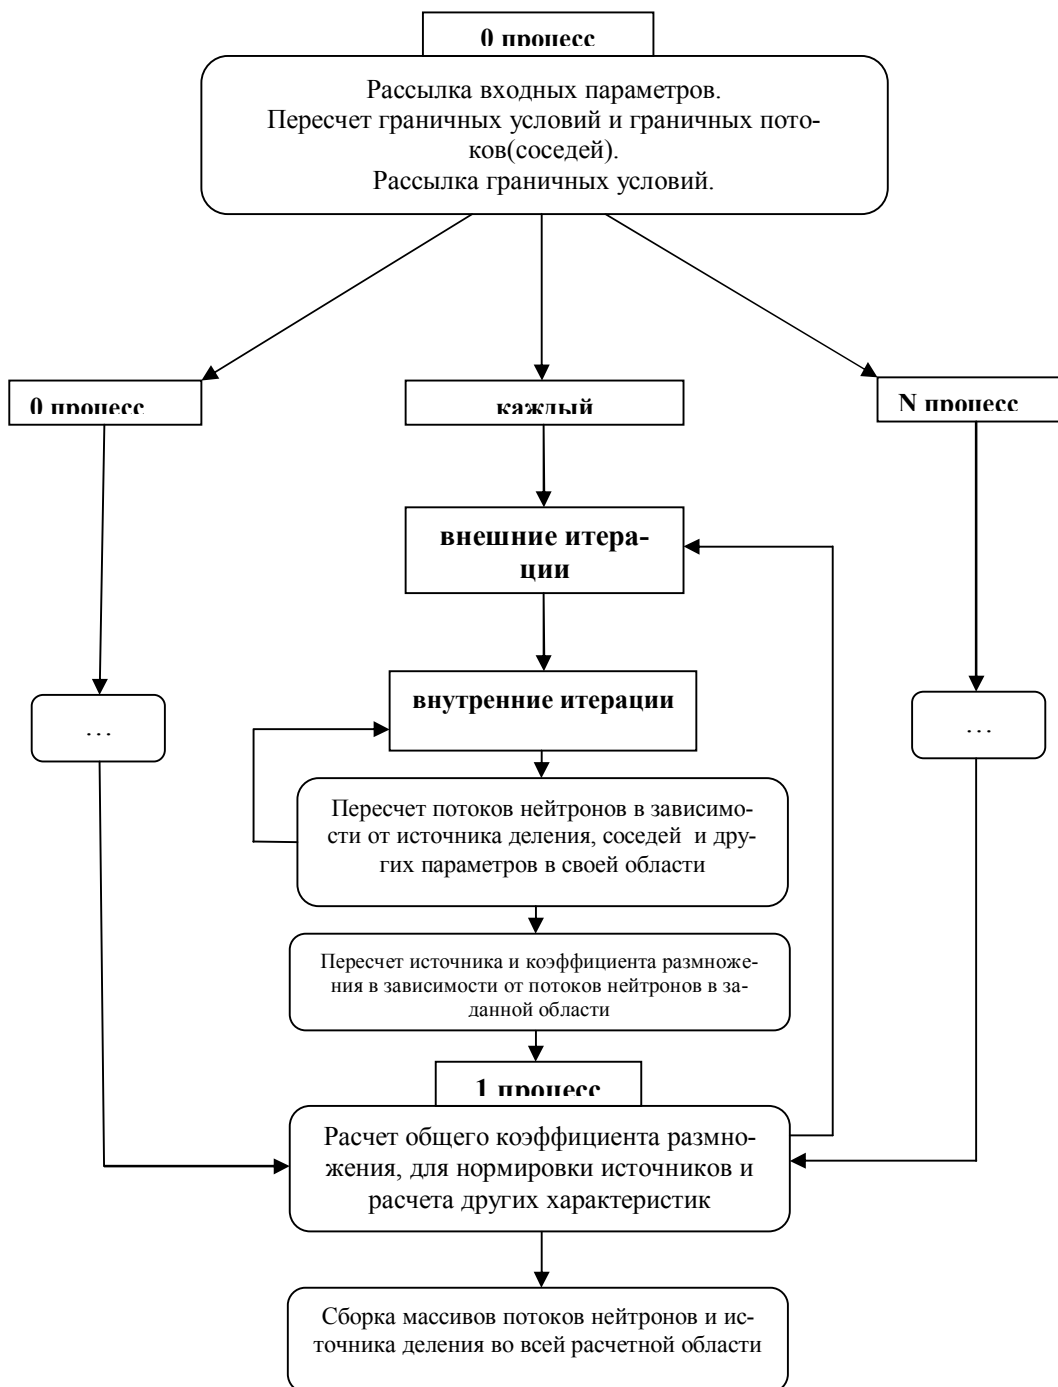 0 процесс
Рассылка входных параметров.
Пересчет граничных условий и граничных пото-
ков(соседей).
Рассылка граничных условий.
0 процесс
каждый
N процесс
внешние итера-
ции
внутренние итерации
...
...
Пересчет потоков нейтронов в зависимо-
сти от источника деления, соседей и дру-
гих параметров в своей области
Пересчет источника и коэффициента размноже-
ния в зависимости от потоков нейтронов в за-
данной области
1 процесс
Расчет общего коэффициента размно-
жения, для нормировки источников и
расчета других характеристик
Сборка массивов потоков нейтронов и ис-
точника деления во всей расчетной области